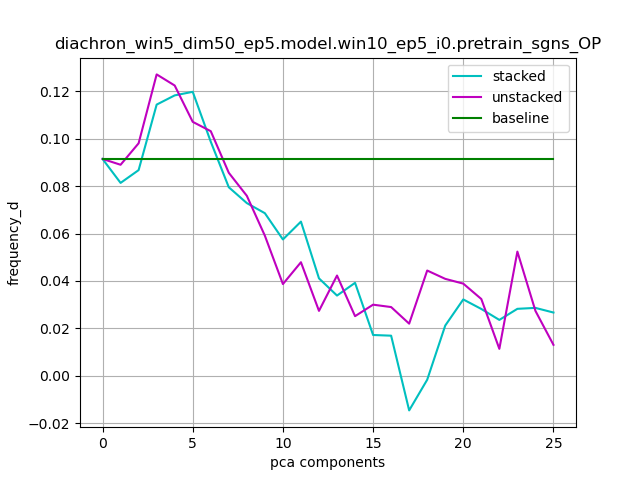 diachron_win5_dim50_ep5.model.win10_ep5_i0.pretrain_sgns_OP
stacked
unstacked
baseline
0.12
0.10
0.08
0.06
0.04
0.02
0.00
−0.02
frequency_d
0 5 10 15 20 25
pca components